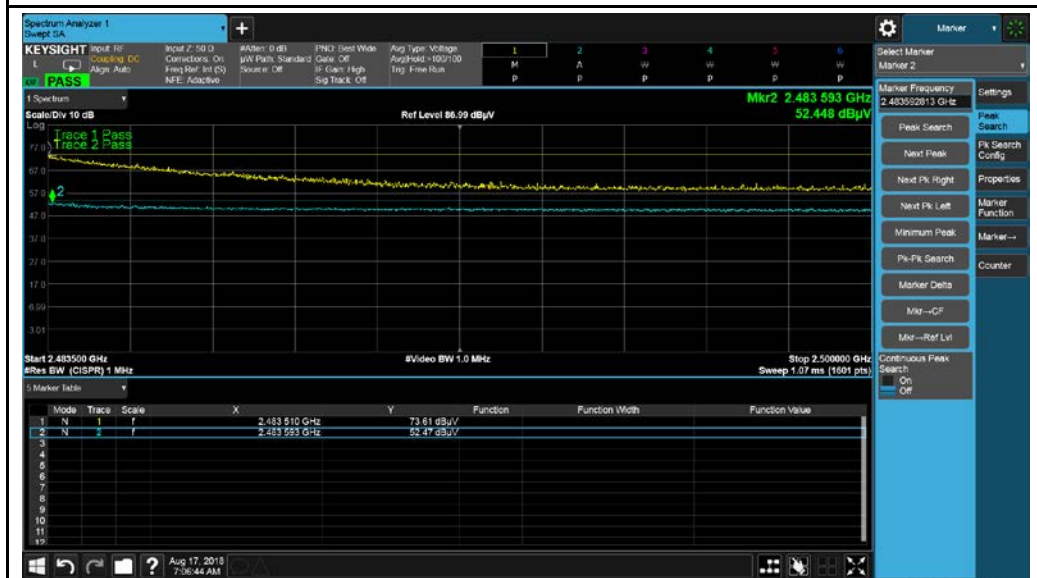 Spectrum Analyzer 1
Swept SA
+
Marker
KEYSIGHT
L
PASS
Input: RF
Coupling: DC
Align: Auto
Input Z: 50 Ω
Corrections: On
Freq Ref: Int (S)
NFE: Adaptive
#Atten: 0 dB
µW Path: Standard
Source: Off
PNO: Best Wide
Gate: Off
IF Gain: High
Sig Track: Off
Avg Type: Voltage
Avg|Hold:>100/100
Trig: Free Run
1 2 3 4 5 6
M A W W W W
P P P P P P
Select Marker
Marker 2
1 Spectrum
Scale/Div 10 dB
Ref Level 86.99 dBµV
Mkr2 2.483 593 GHz
52.448 dBµV
Log
Trace 1 Pass
Trace 2 Pass
77.0
67.0
57.0
2
47.0
37.0
27.0
17.0
6.99
3.01
Start 2.483500 GHz
#Video BW 1.0 MHz
Stop 2.500000 GHz
#Res BW (CISPR) 1 MHz
Sweep 1.07 ms (1601 pts)
5 Marker Table
Mode Trace Scale X Y Function Function Width Function Value
1 N 1 f 2.483 510 GHz 73.61 dBµV
2 N 2 f 2.483 593 GHz 52.47 dBµV
3
4
5
6
7
8
9
10
11
12
Marker Frequency
2.483592813 GHz
Peak Search
Next Peak
Next Pk Right
Next Pk Left
Minimum Peak
Pk-Pk Search
Marker Delta
Mkr→CF
Mkr→Ref Lvl
Continuous Peak
Search
On
Off
Settings
Peak
Search
Pk Search
Config
Properties
Marker
Function
Marker→
Counter
?
Aug 17, 2018
7:06:44 AM